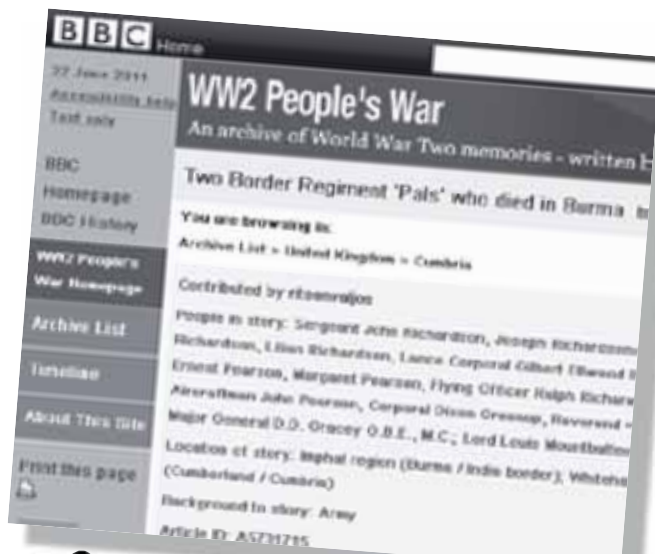 BBC Home
22 June 2011
Accessibility help
Text only
BBC
Homepage
BBC History
WW2 People's
War Homepage
Archive List
Timeline
About This Site
Print this page
WW2 People's War
An archive of World War Two memories - written
Two Border Regiment 'Pals' who died in Burma
You are browsing in:
Archive List > United Kingdom > Cumbria
Contributed by ritsonvaljos
People in story: Sergeant John Richardson, Joseph Richardson
Richardson, Lilian Richardson, Lance Corporal Gilbert Ellwood
Ernest Pearson, Margaret Pearson, Flying Officer Ralph
Aircraftman John Pearson, Corporal Dixon Greenop, Reverend
Major General D.D. Gracey O.B.E., M.C.; Lord Louis Mountbatten
Location of story: Imphal region (Burma / India border);
(Cumberland / Cumbria)
Background to story: Army
Article ID: A5731715